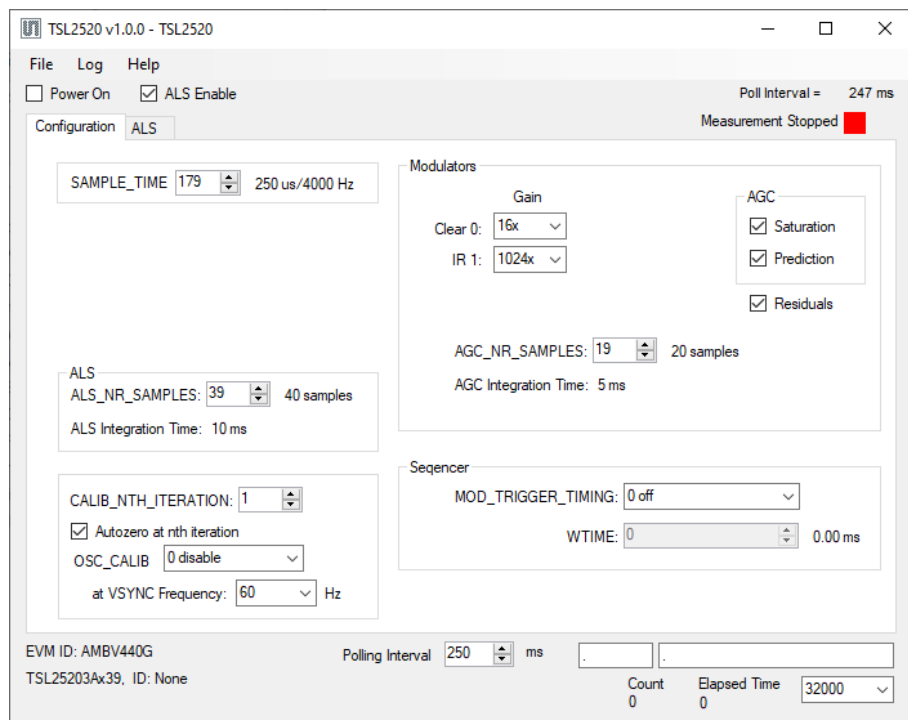 TSL2520 v1.0.0 - TSL2520
File Log Help
Power On ALS Enable
Poll Interval = 247 ms
Measurement Stopped
Configuration ALS
SAMPLE_TIME 179 250 us/4000 Hz
Modulators
Gain
Clear 0: 16x
IR 1: 1024x
AGC
Saturation
Prediction
Residuals
AGC_NR_SAMPLES: 19 20 samples
AGC Integration Time: 5 ms
ALS
ALS_NR_SAMPLES: 39 40 samples
ALS Integration Time: 10 ms
CALIB_NTH_ITERATION: 1
Autozero at nth iteration
OSC_CALIB 0 disable
at VSYNC Frequency: 60 Hz
Seqencer
MOD_TRIGGER_TIMING: 0 off
WTIME: 0 0.00 ms
EVM ID: AMBV440G
TSL25203Ax39, ID: None
Polling Interval 250 ms
. .
Count Elapsed Time 32000
0 0